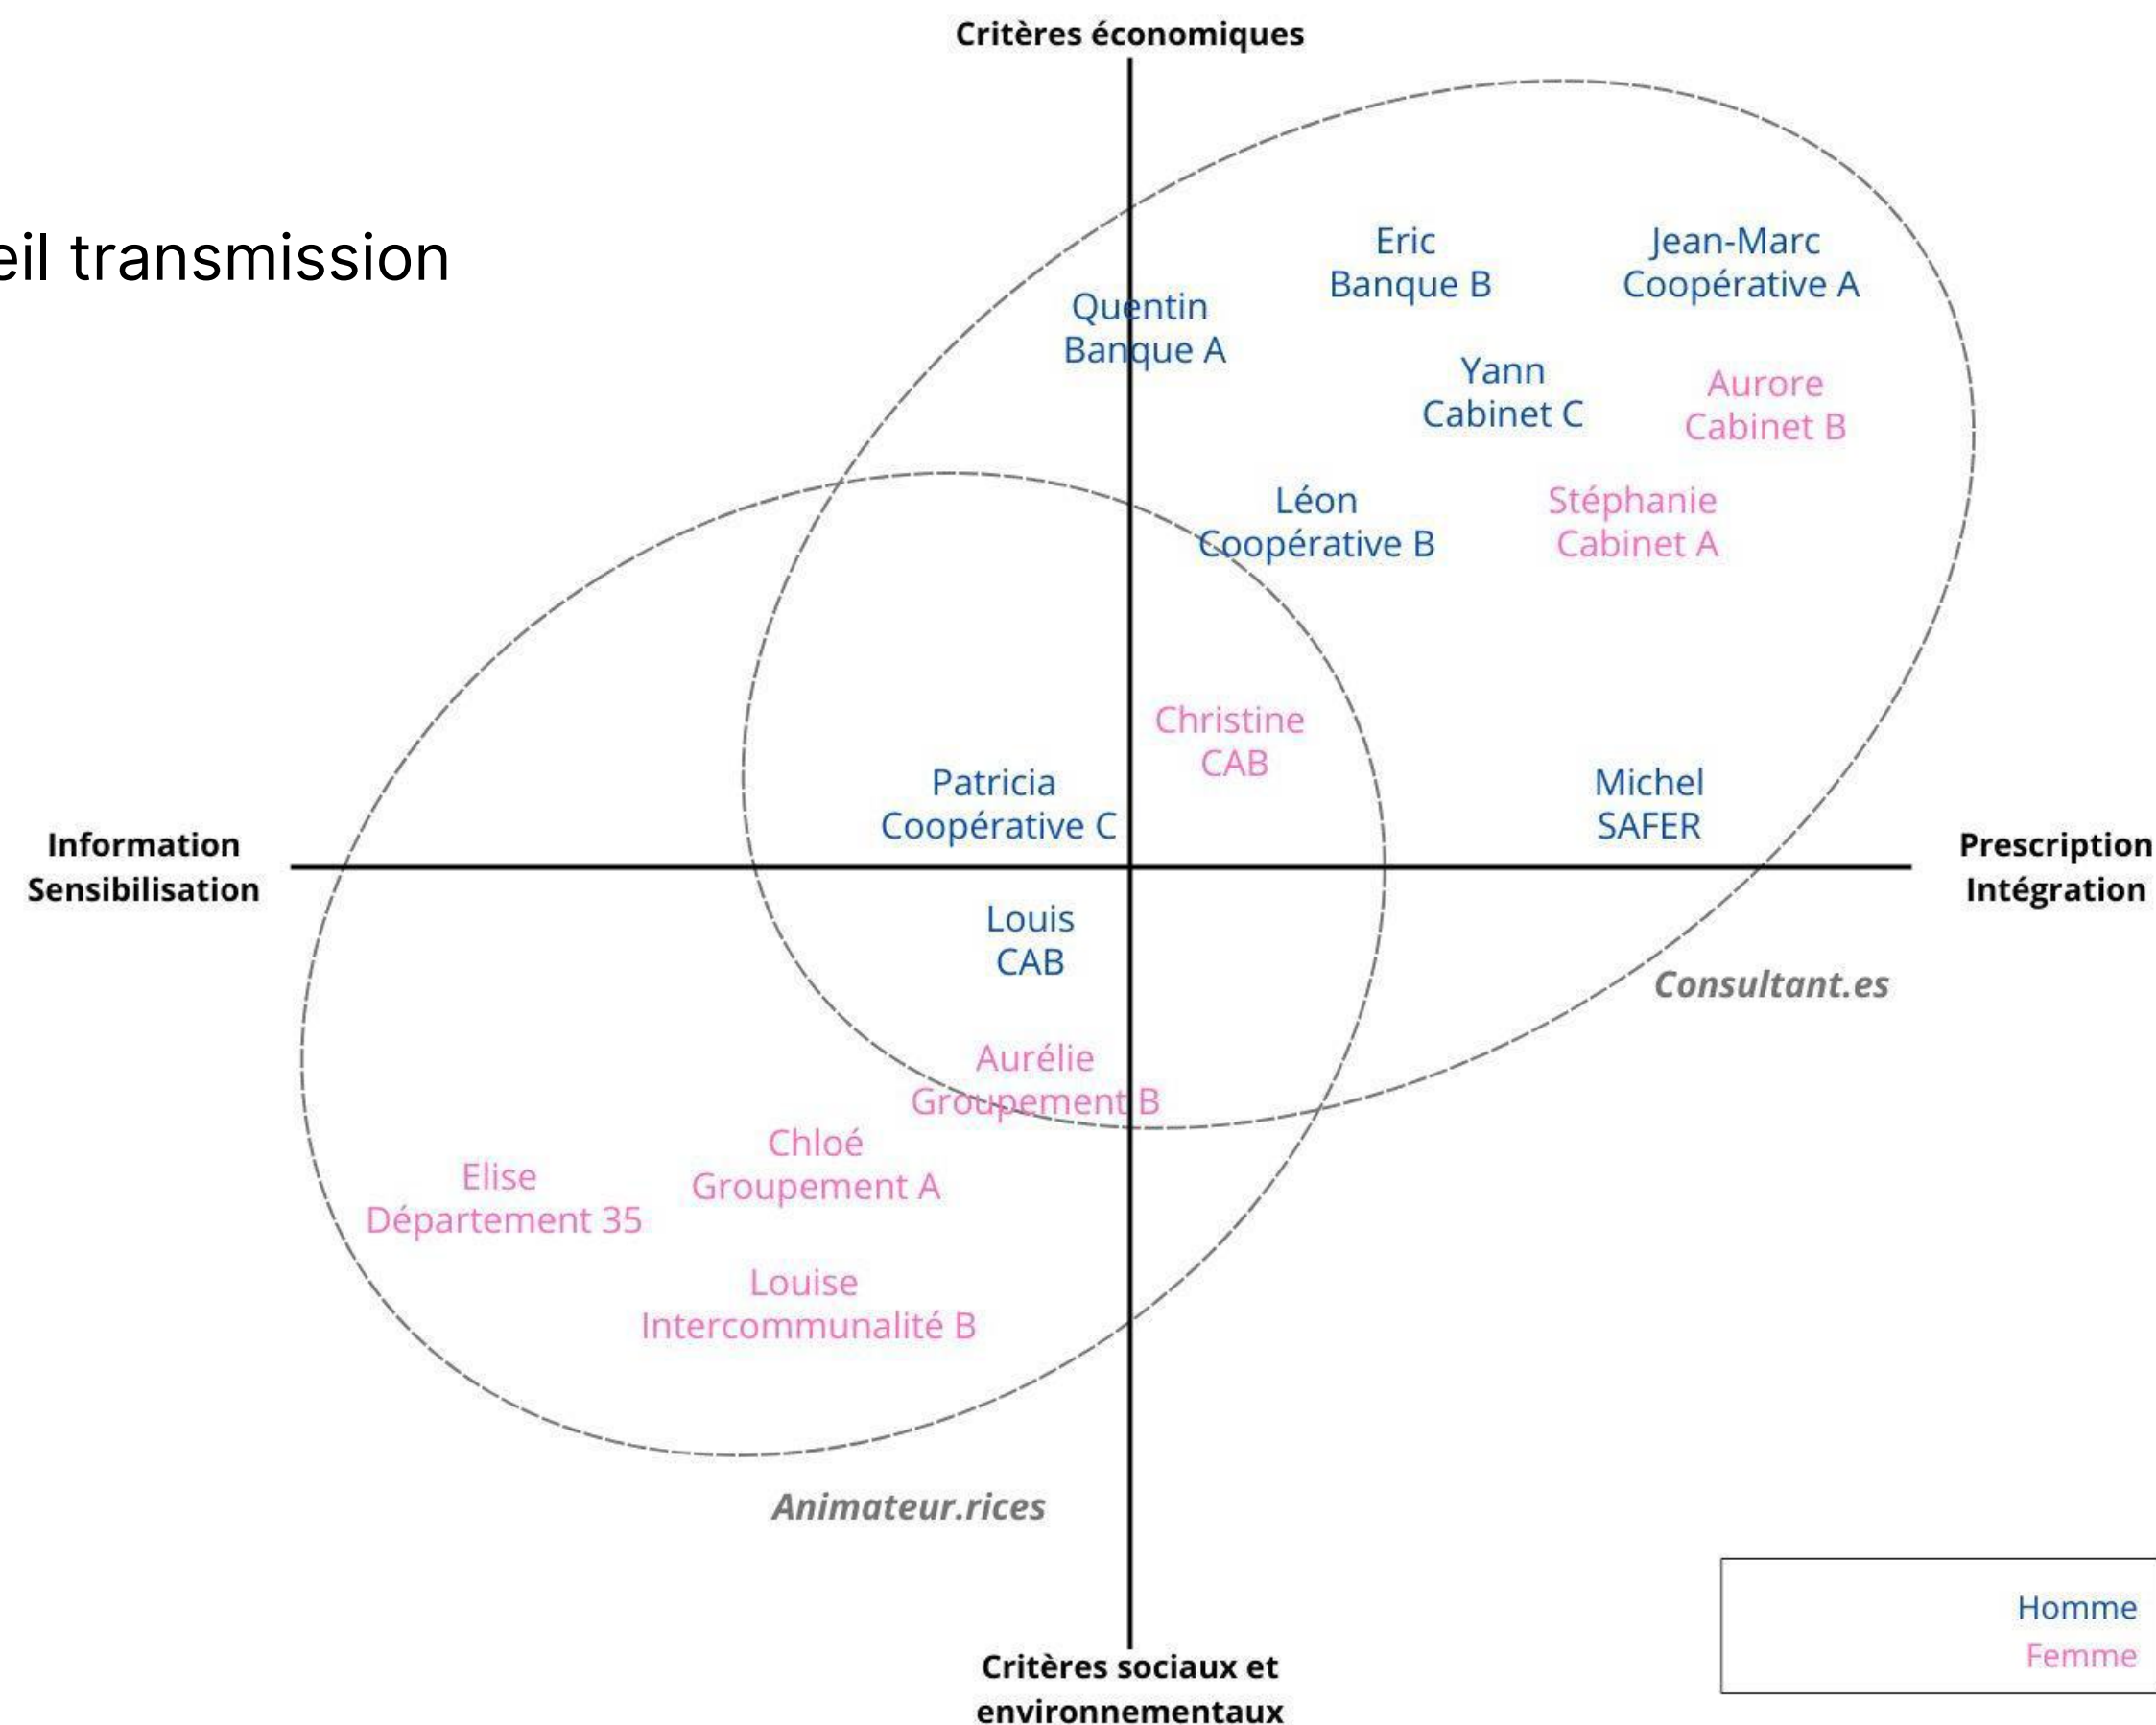 Critères économiques
eil transmission
Eric
Banque B
Jean-Marc
Coopérative A
Quentin
Banque A
Yann
Cabinet C
Aurore
Cabinet B
Léon
Coopérative B
Stéphanie
Cabinet A
Christine
CAB
Patricia
Coopérative C
Michel
SAFER
Information
Sensibilisation
Prescription
Intégration
Louis
CAB
Consultant.es
Aurélie
Groupement B
Chloé
Groupement A
Elise
Département 35
Louise
Intercommunalité B
Animateur.rices
Homme
Femme
Critères sociaux et
environnementaux